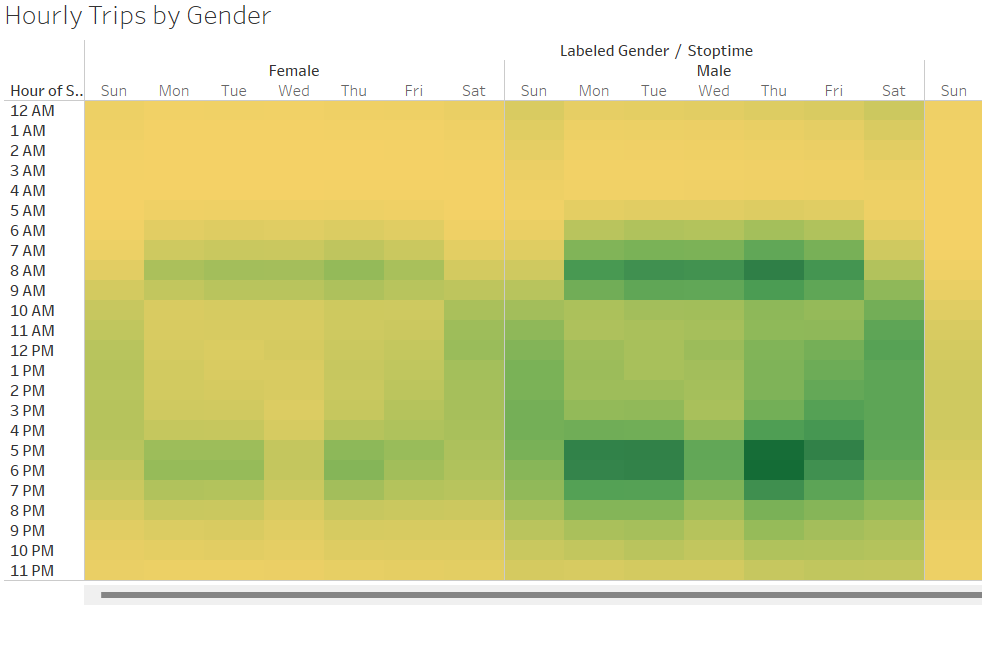 Hourly Trips by Gender
Labeled Gender / Stoptime
Female Male
Hour of S.. Sun Mon Tue Wed Thu Fri Sat Sun Mon Tue Wed Thu Fri Sat Sun
12 AM
1 AM
2 AM
3 AM
4 AM
5 AM
6 AM
7 AM
8 AM
9 AM
10 AM
11 AM
12 PM
1 PM
2 PM
3 PM
4 PM
5 PM
6 PM
7 PM
8 PM
9 PM
10 PM
11 PM